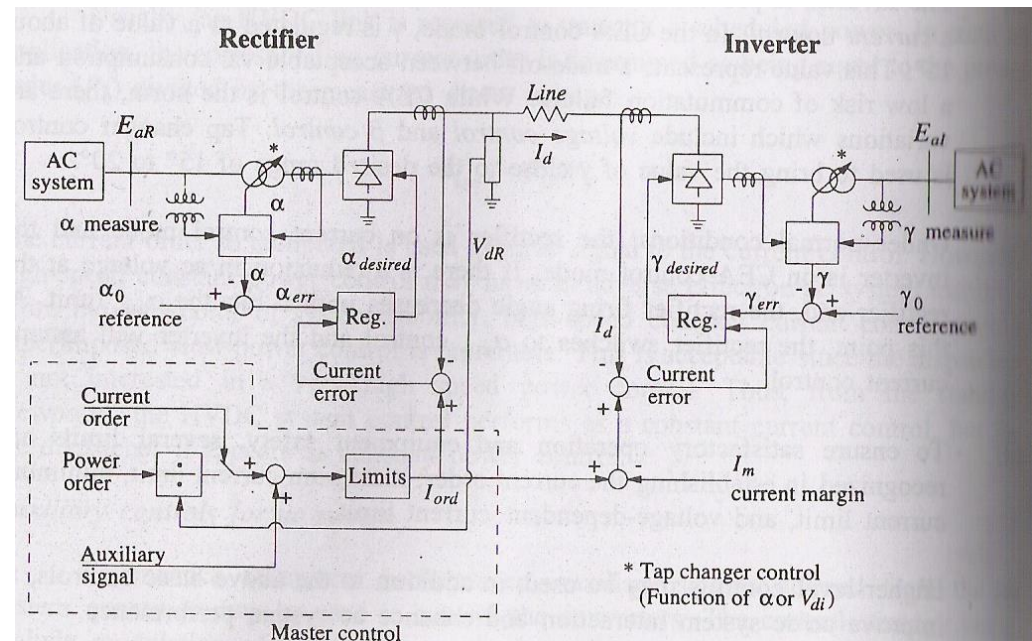 Rectifier
Inverter
Line
I_d
E_aR
E_aI
AC system
AC system
*
*
α
α measure
γ measure
α_desired
γ_desired
V_dR
α
γ
α_0 reference
γ_0 reference
+
-
α_err
γ_err
+
Reg.
Reg.
I_d
-
-
Current error
Current error
+
Current order
Power order
÷
+
+
Limits
I_ord
+
-
I_m
current margin
Auxiliary signal
* Tap changer control
(Function of α or V_di)
Master control